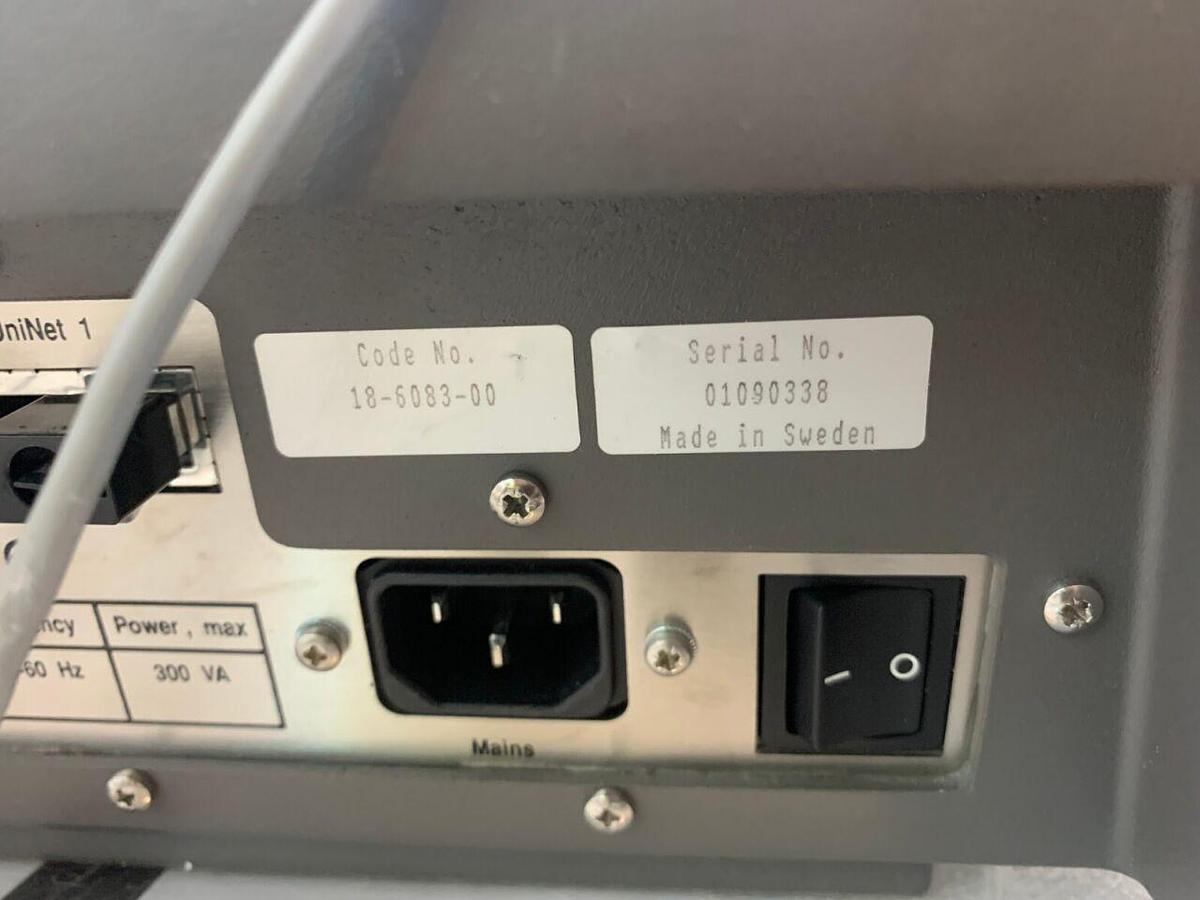 UniNet 1
Code No.
18-6083-00
Serial No.
01090338
Made in Sweden
ncy
Power, max
60 Hz
300 VA
Mains